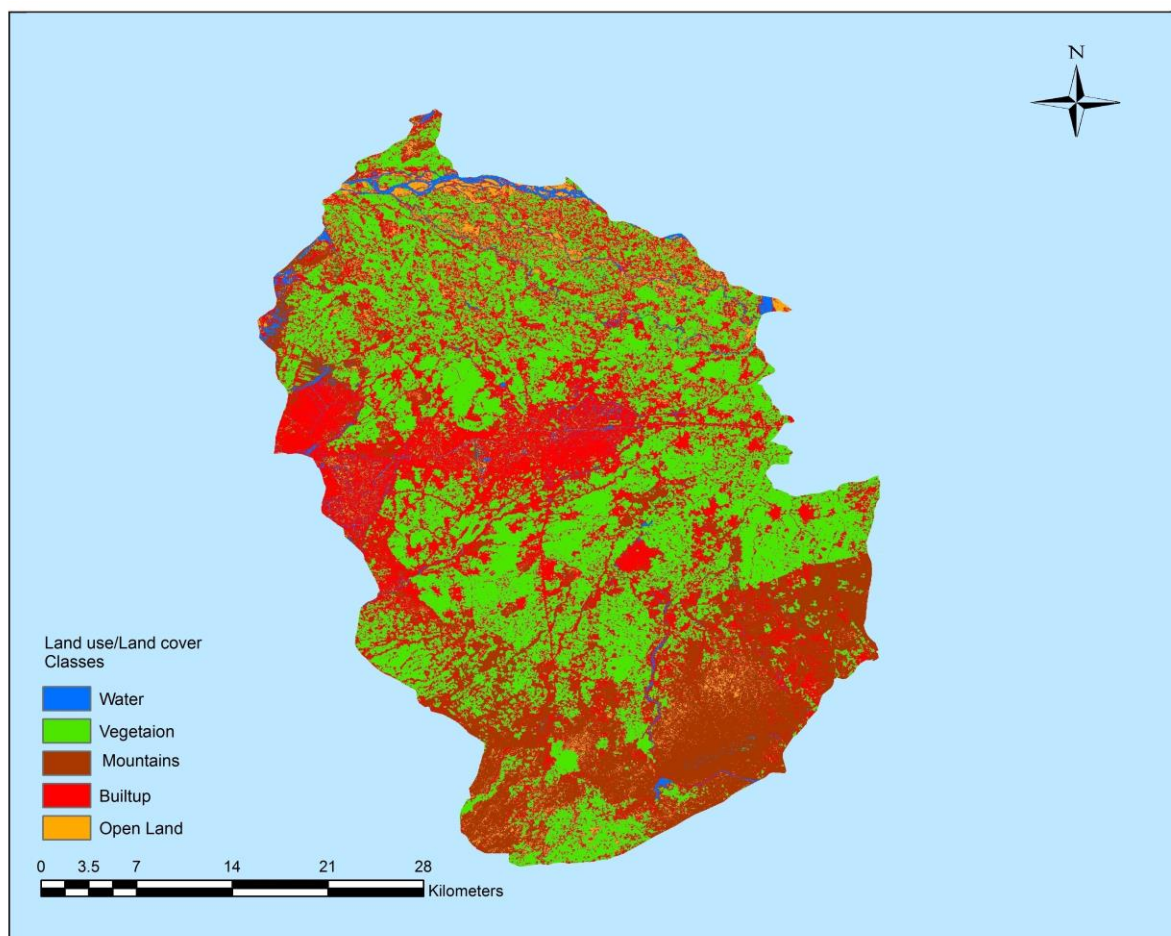 N
Land use/Land cover
Classes
Water
Vegetaion
Mountains
Builtup
Open Land
0 3.5 7 14 21 28
Kilometers